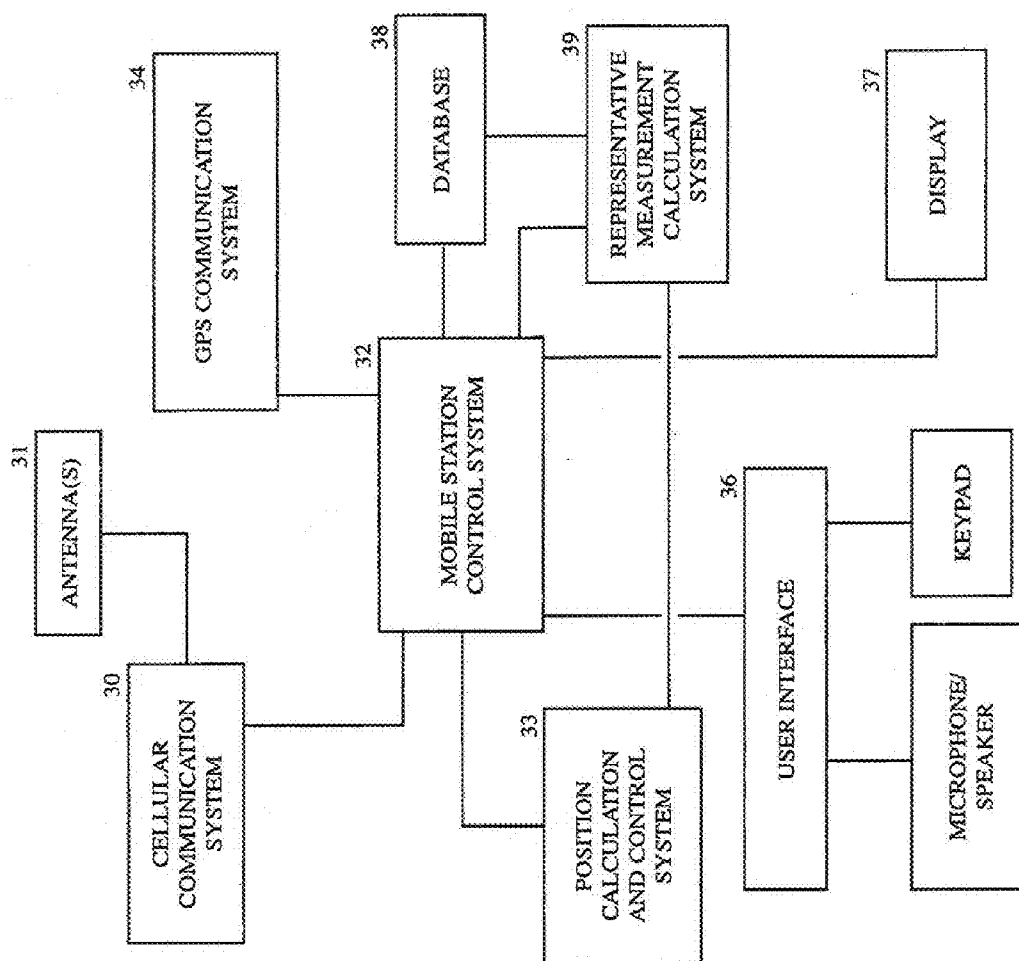 31
ANTENNA(S)
30
CELLULAR
COMMUNICATION
SYSTEM
34
GPS COMMUNICATION
SYSTEM
32
MOBILE STATION
CONTROL SYSTEM
38
DATABASE
39
REPRESENTATIVE
MEASUREMENT
CALCULATION
SYSTEM
33
POSITION
CALCULATION
AND CONTROL
SYSTEM
36
USER INTERFACE
37
DISPLAY
MICROPHONE/
SPEAKER
KEYPAD